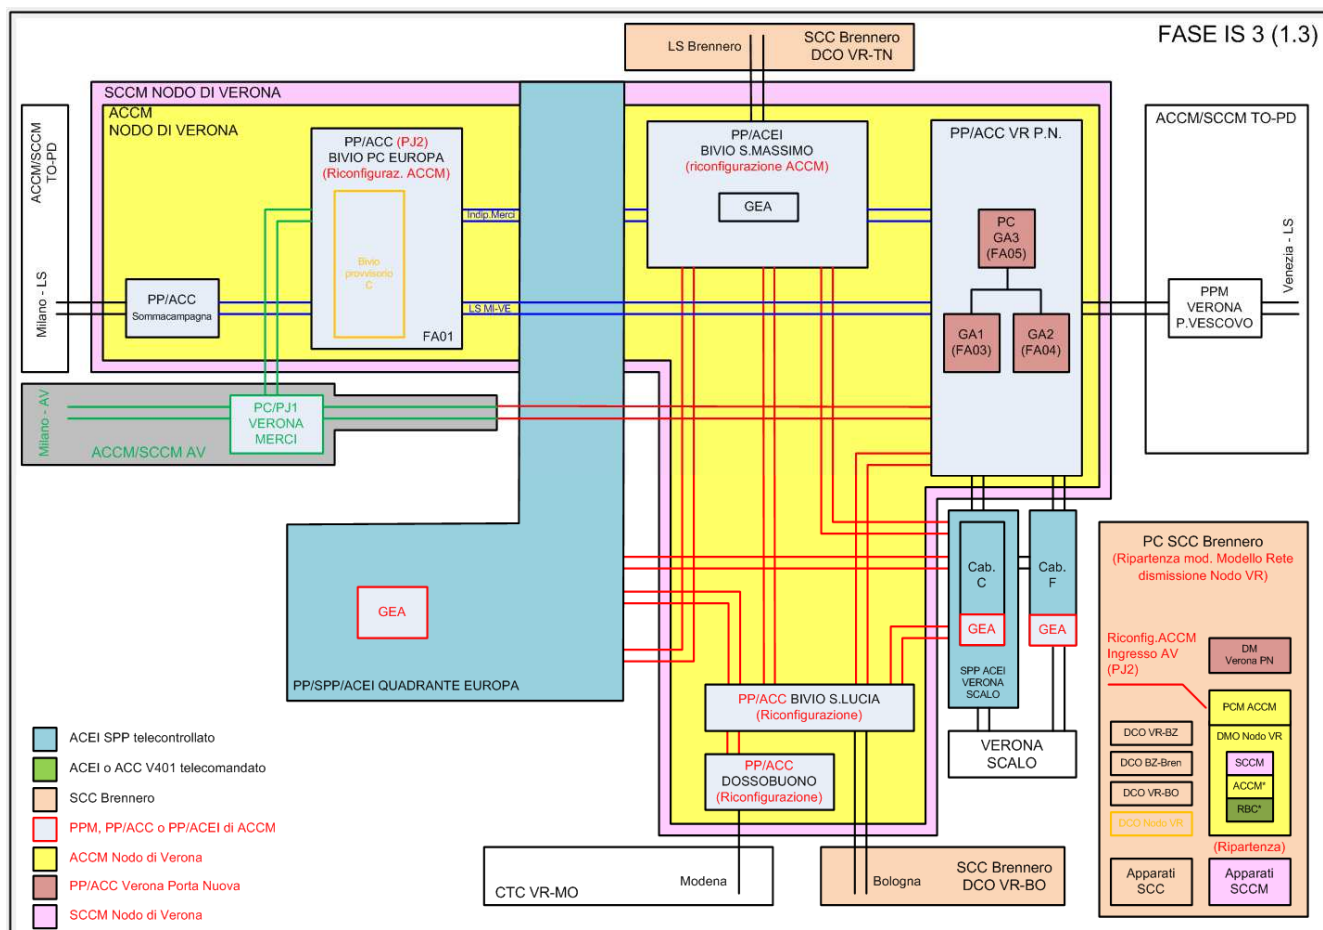 FASE IS 3 (1.3)
LS Brennero
SCC Brennero
DCO VR-TN
SCCM NODO DI VERONA
ACCM
NODO DI VERONA
ACCM/SCCM
TO-PD
Milano - LS
PP/ACC (PJ2)
BIVIO PC EUROPA
(Riconfiguraz. ACCM)
Bivio
provvisorio
C
FA01
PP/ACC
Sommacampagna
Indip.Merci
LS MI-VE
PP/ACEI
BIVIO S.MASSIMO
(riconfigurazione ACCM)
GEA
PP/ACC VR P.N.
PC
GA3
(FA05)
GA1
(FA03)
GA2
(FA04)
ACCM/SCCM TO-PD
Venezia - LS
PPM
VERONA
P.VESCOVO
Milano - AV
PC/PJ1
VERONA
MERCI
ACCM/SCCM AV
GEA
PP/SPP/ACEI QUADRANTE EUROPA
Cab.
C
GEA
SPP ACEI
VERONA
SCALO
Cab.
F
GEA
VERONA
SCALO
PP/ACC BIVIO S.LUCIA
(Riconfigurazione)
PP/ACC
DOSSOBUONO
(Riconfigurazione)
CTC VR-MO
Modena
Bologna
SCC Brennero
DCO VR-BO
PC SCC Brennero
(Ripartenza mod. Modello Rete
dismissione Nodo VR)
Riconfig.ACCM
Ingresso AV
(PJ2)
DM
Verona PN
PCM ACCM
DMO Nodo VR
SCCM
ACCM*
RBC*
(Ripartenza)
DCO VR-BZ
DCO BZ-Bren
DCO VR-BO
DCO Nodo VR
Apparati
SCC
Apparati
SCCM
ACEI SPP telecontrollato
ACEI o ACC V401 telecomandato
SCC Brennero
PPM, PP/ACC o PP/ACEI di ACCM
ACCM Nodo di Verona
PP/ACC Verona Porta Nuova
SCCM Nodo di Verona